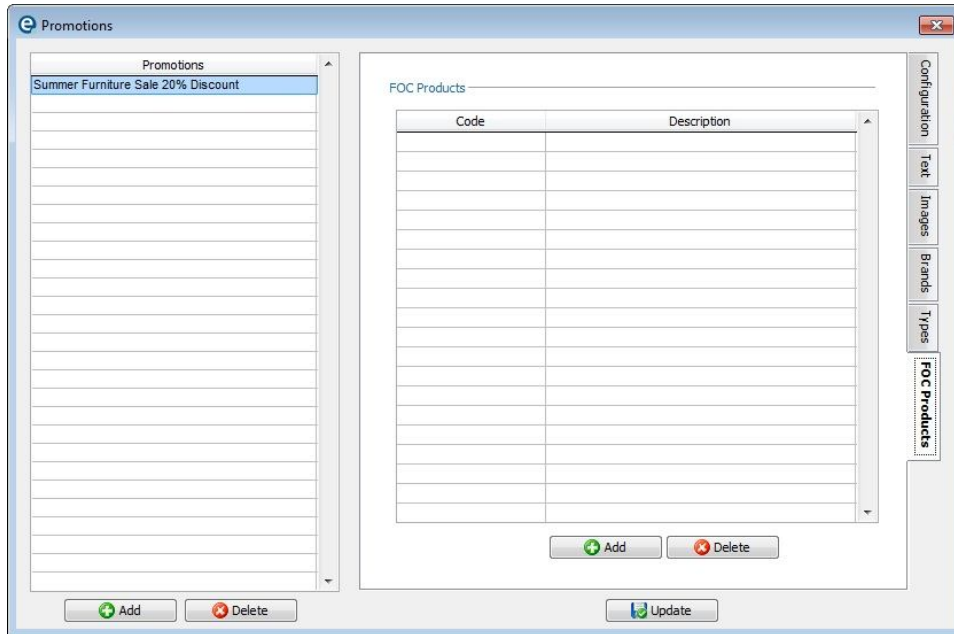 Promotions
Promotions
Summer Furniture Sale 20% Discount
FOC Products
Code Description
Configuration
Text
Images
Brands
Types
FOC Products
Add Delete
Add Delete
Update